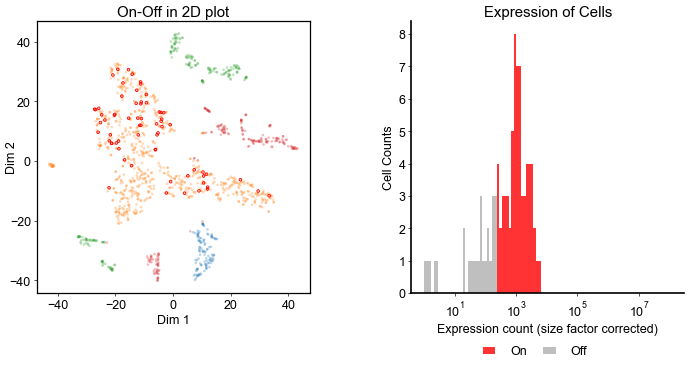 On-Off in 2D plot
Expression of Cells
40
20
0
−20
−40
Dim 2
−40 −20 0 20 40
Dim 1
8
7
6
5
4
3
2
1
0
Cell Counts
10^1 10^3 10^5 10^7
Expression count (size factor corrected)
On Off